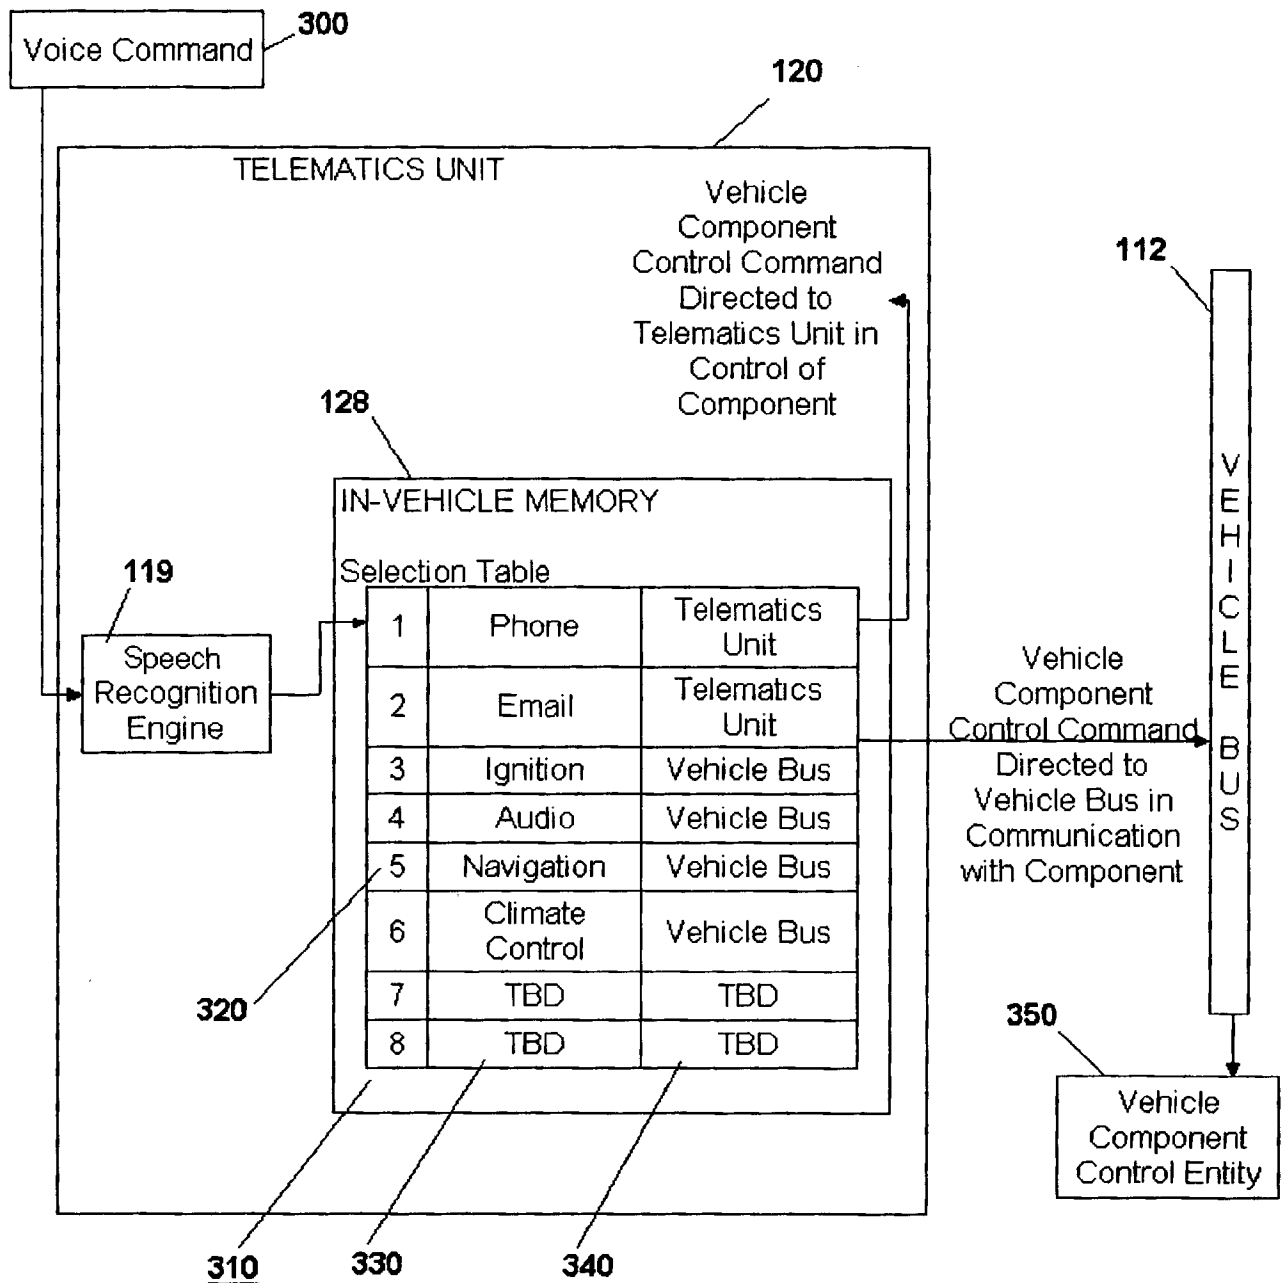 Voice Command
300
120
TELEMATICS UNIT
Vehicle
Component
Control Command
Directed to
Telematics Unit in
Control of
Component
112
128
IN-VEHICLE MEMORY
Selection Table
119
Speech
Recognition
Engine
1 Phone Telematics Unit
2 Email Telematics Unit
3 Ignition Vehicle Bus
4 Audio Vehicle Bus
5 Navigation Vehicle Bus
6 Climate Control Vehicle Bus
7 TBD TBD
8 TBD TBD
Vehicle
Component
Control Command
Directed to
Vehicle Bus in
Communication
with Component
VEHICLE BUS
320
350
Vehicle
Component
Control Entity
310
330
340